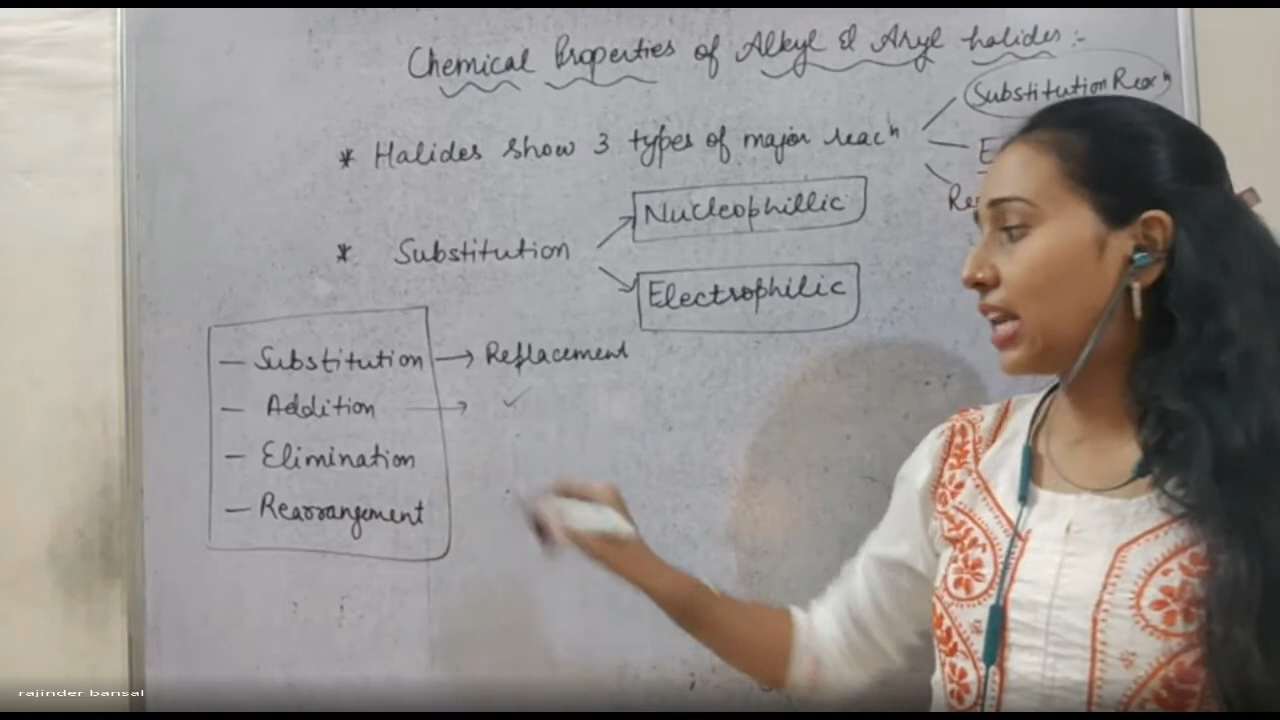 Chemical Properties of Alkyl & Aryl halides :-
Substitution Reacⁿ
* Halides show 3 types of major reacⁿ
E
Re
Nucleophillic
* Substitution
Electrophilic
— Substitution → Replacement
— Addition → ✓
— Elimination
— Rearrangement
rajinder bansal